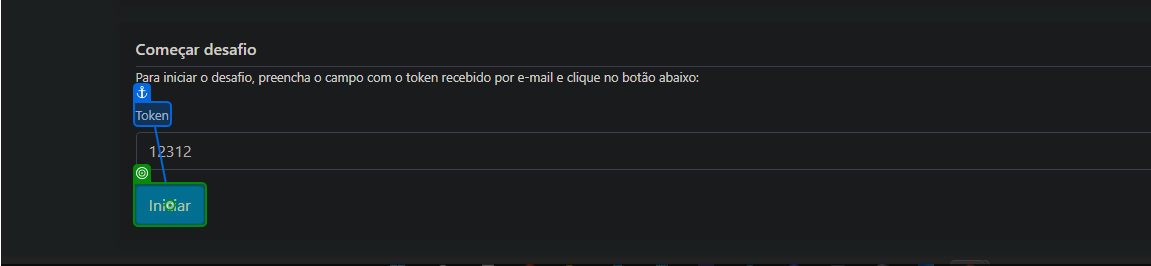 Começar desafio
Para iniciar o desafio, preencha o campo com o token recebido por e-mail e clique no botão abaixo:
Token
12312
Iniciar